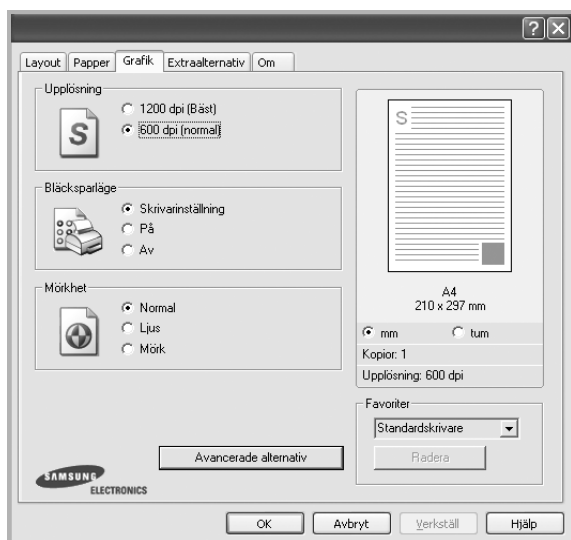 Layout Papper Grafik Extraalternativ Om
Upplösning
S
1200 dpi (Bäst)
600 dpi (normal)
Bläcksparläge
Skrivarinställning
På
Av
Mörkhet
Normal
Ljus
Mörk
S
A4
210 x 297 mm
mm tum
Kopior: 1
Upplösning: 600 dpi
Favoriter
Standardskrivare
Radera
Avancerade alternativ
SAMSUNG
ELECTRONICS
OK Avbryt Verkställ Hjälp